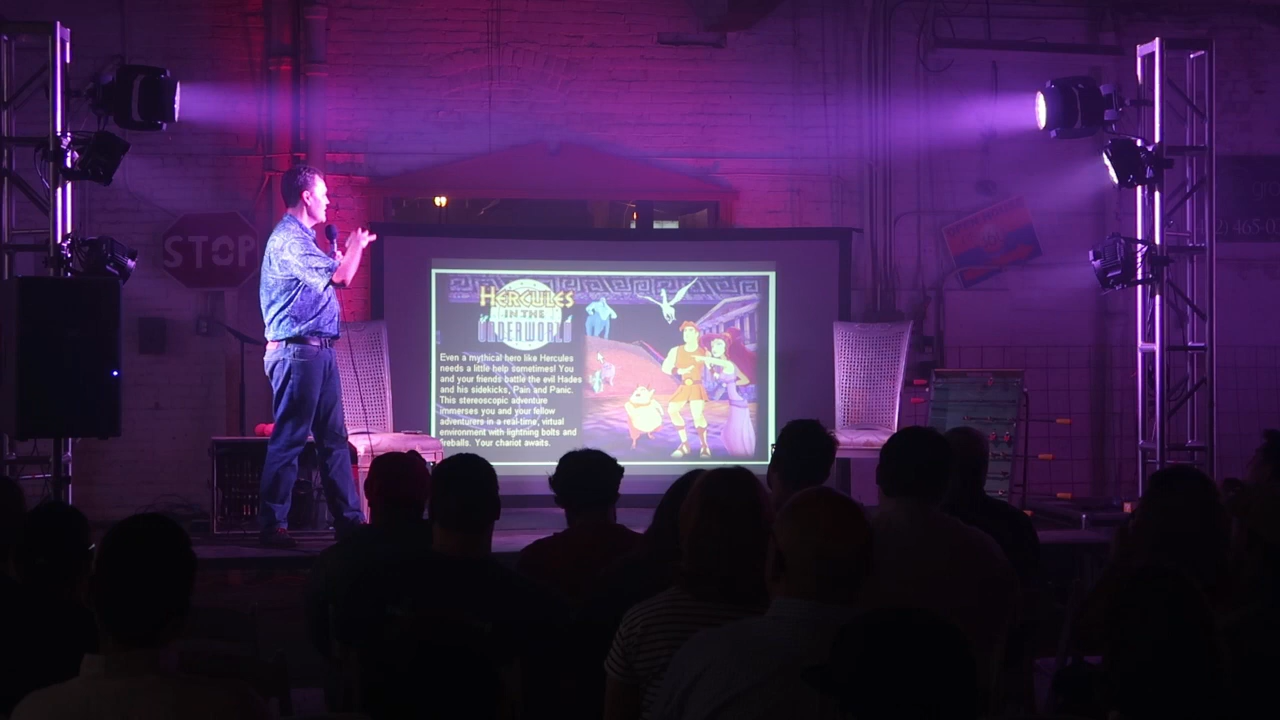 STOP
HERCULES
IN THE
UNDERWORLD
Even a mythical hero like Hercules
needs a little help sometimes! You
and your friends battle the evil Hades
and his sidekicks, Pain and Panic.
This stereoscopic adventure
immerses you and your fellow
adventurers in a real-time, virtual
environment with lightning bolts and
fireballs. Your chariot awaits.